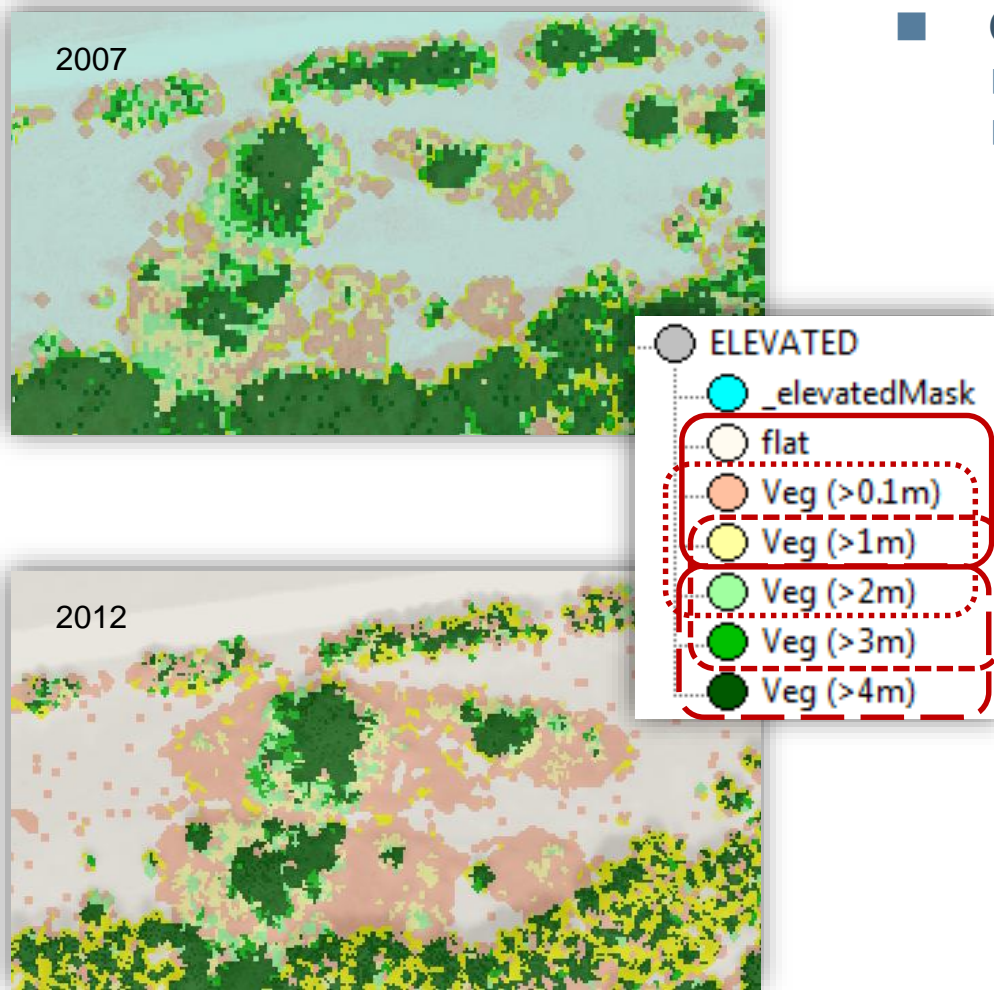 2007
ELEVATED
_elevatedMask
flat
Veg (>0.1m)
Veg (>1m)
Veg (>2m)
Veg (>3m)
Veg (>4m)
2012